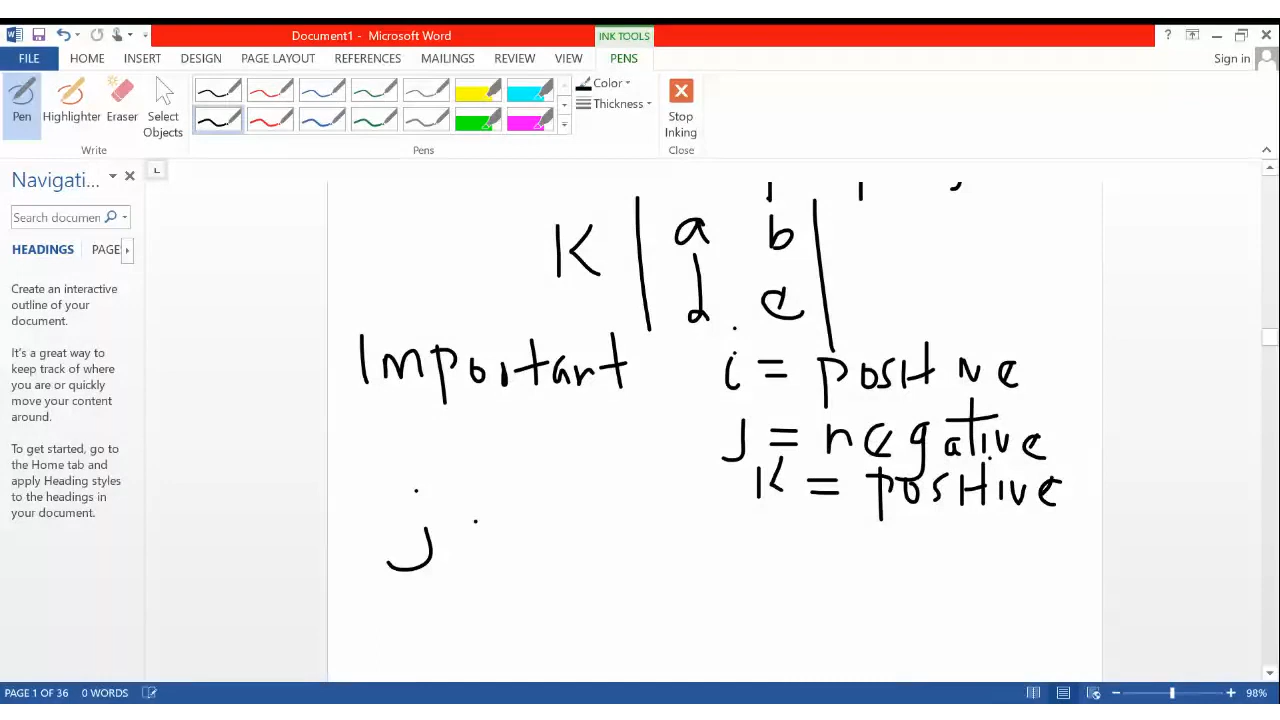 Document1 - Microsoft Word
INK TOOLS
?
FILE HOME INSERT DESIGN PAGE LAYOUT REFERENCES MAILINGS REVIEW VIEW PENS
Sign in
Pen Highlighter Eraser Select Objects
Color
Thickness
Stop Inking
Write Pens Close
Navigati...
Search documen
HEADINGS PAGE
Create an interactive
outline of your
document.
It's a great way to
keep track of where
you are or quickly
move your content
around.
To get started, go to
the Home tab and
apply Heading styles
to the headings in
your document.
K | a b |
d e
Important i = positive
j = negative
K = positive
j
PAGE 1 OF 36 0 WORDS
98%